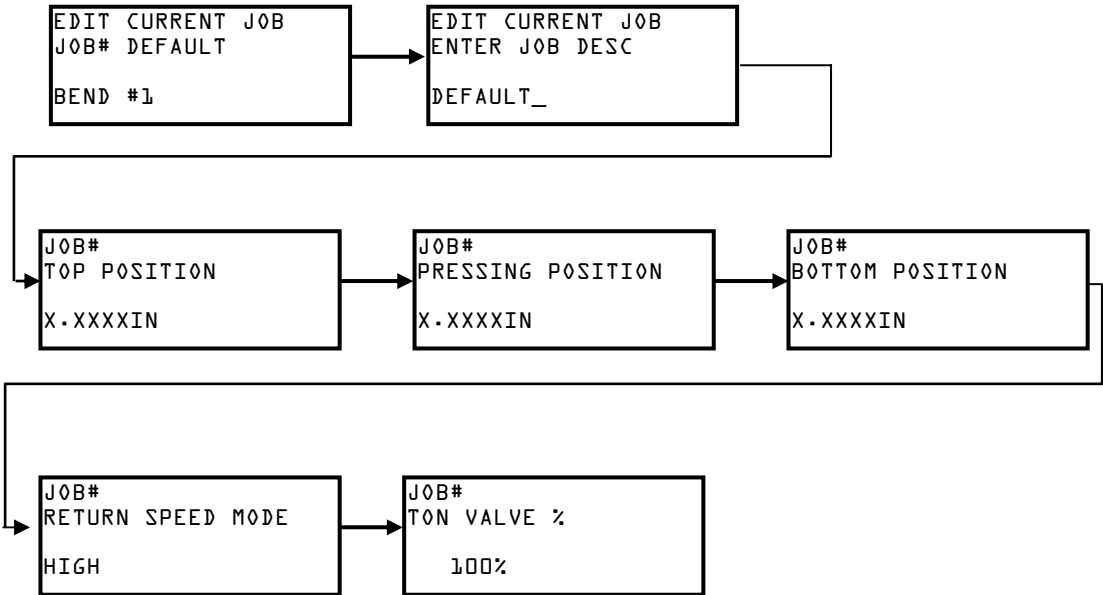 EDIT CURRENT JOB
JOB# DEFAULT
BEND #1
EDIT CURRENT JOB
ENTER JOB DESC
DEFAULT_
JOB#
TOP POSITION
X.XXXXIN
JOB#
PRESSING POSITION
X.XXXXIN
JOB#
BOTTOM POSITION
X.XXXXIN
JOB#
RETURN SPEED MODE
HIGH
JOB#
TON VALVE %
100%